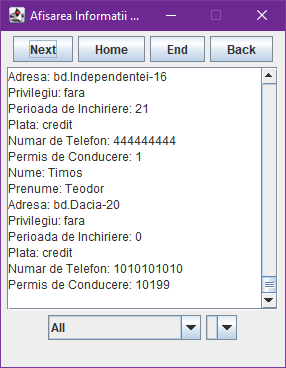 Afisarea Informatii ...
Next Home End Back
Adresa: bd.Independentei-16
Privilegiu: fara
Perioada de Inchiriere: 21
Plata: credit
Numar de Telefon: 444444444
Permis de Conducere: 1
Nume: Timos
Prenume: Teodor
Adresa: bd.Dacia-20
Privilegiu: fara
Perioada de Inchiriere: 0
Plata: credit
Numar de Telefon: 1010101010
Permis de Conducere: 10199
All